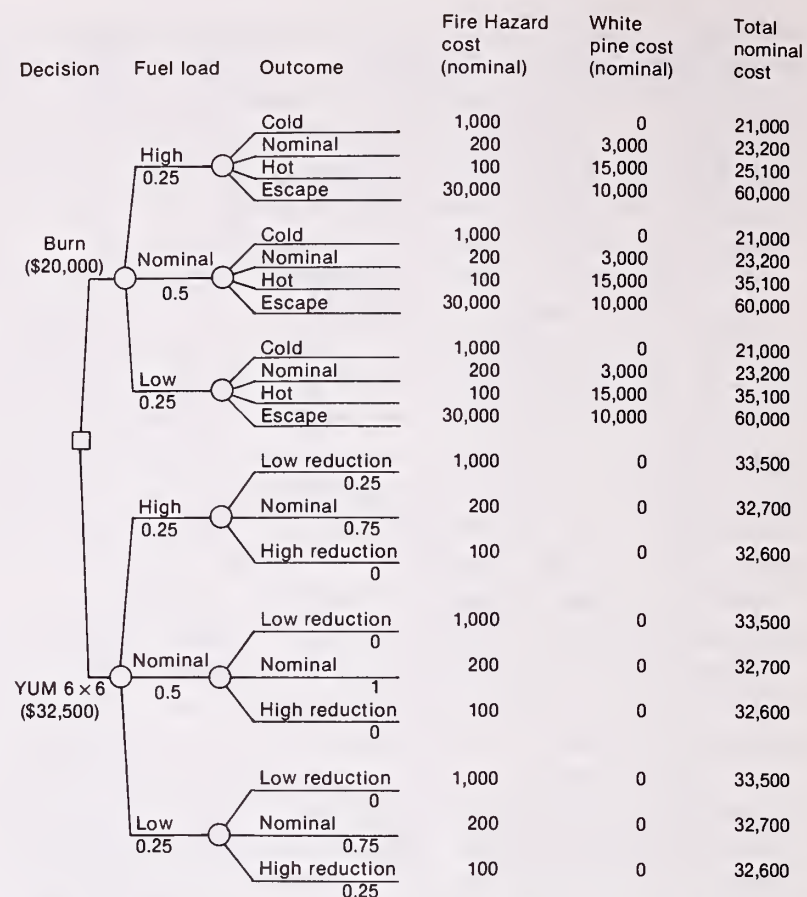 Decision Fuel load Outcome Fire Hazard cost (nominal) White pine cost (nominal) Total nominal cost
Burn ($20,000)
High 0.25
Cold 1,000 0 21,000
Nominal 200 3,000 23,200
Hot 100 15,000 25,100
Escape 30,000 10,000 60,000
Nominal 0.5
Cold 1,000 0 21,000
Nominal 200 3,000 23,200
Hot 100 15,000 35,100
Escape 30,000 10,000 60,000
Low 0.25
Cold 1,000 0 21,000
Nominal 200 3,000 23,200
Hot 100 15,000 35,100
Escape 30,000 10,000 60,000
YUM 6 × 6 ($32,500)
High 0.25
Low reduction 0.25 1,000 0 33,500
Nominal 0.75 200 0 32,700
High reduction 0 100 0 32,600
Nominal 0.5
Low reduction 0 1,000 0 33,500
Nominal 1 200 0 32,700
High reduction 0 100 0 32,600
Low 0.25
Low reduction 0 1,000 0 33,500
Nominal 0.75 200 0 32,700
High reduction 0.25 100 0 32,600